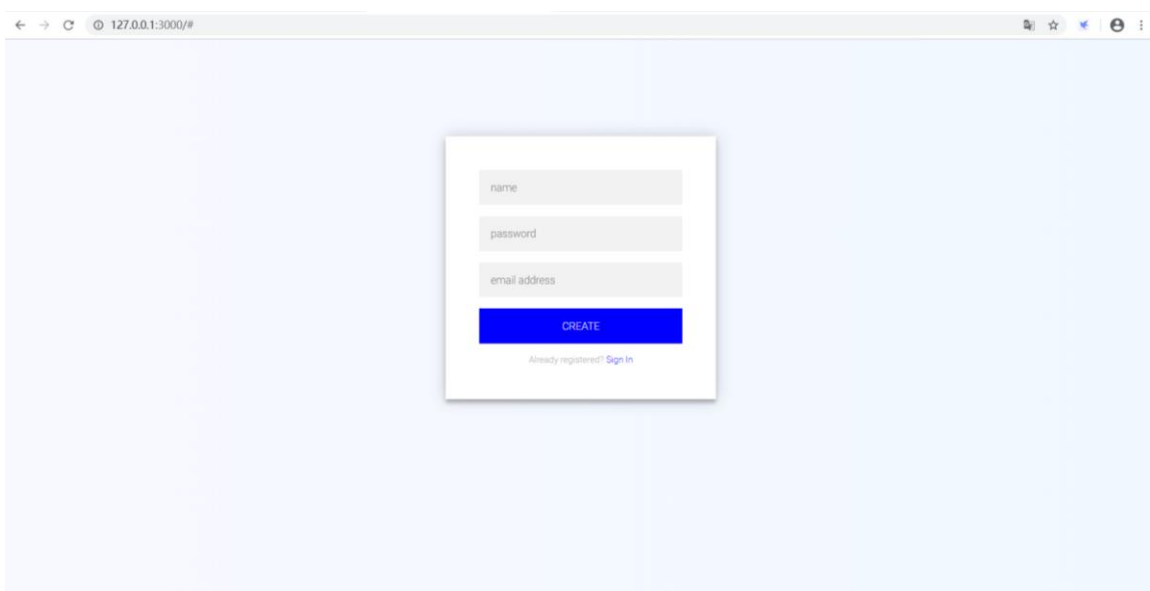 127.0.0.1:3000/#
name
password
email address
CREATE
Already registered? Sign In